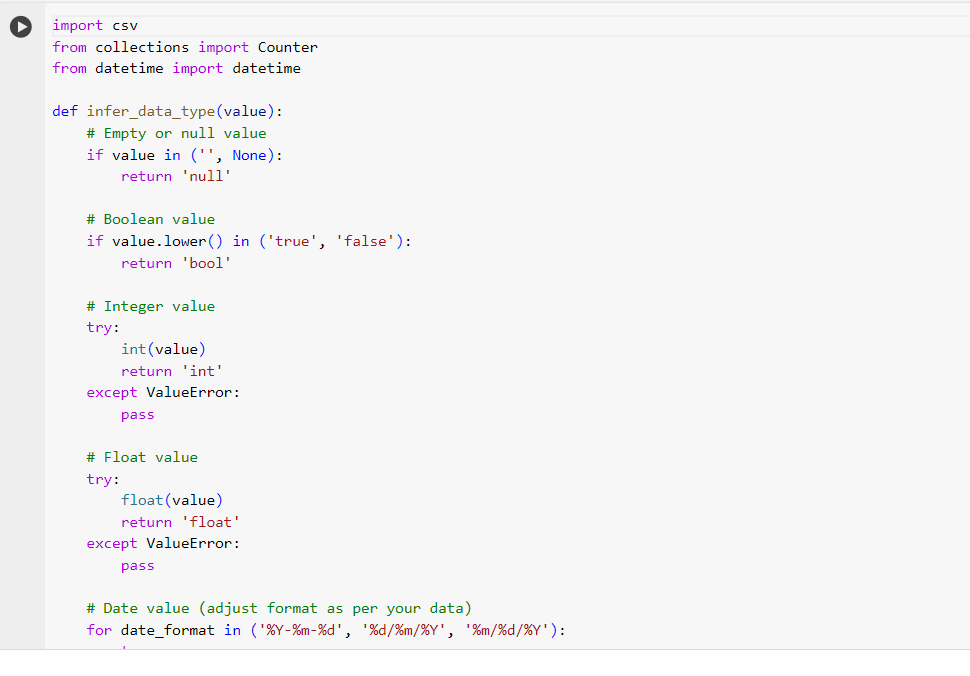 import csv
from collections import Counter
from datetime import datetime

def infer_data_type(value):
    # Empty or null value
    if value in ('', None):
        return 'null'

    # Boolean value
    if value.lower() in ('true', 'false'):
        return 'bool'

    # Integer value
    try:
        int(value)
        return 'int'
    except ValueError:
        pass

    # Float value
    try:
        float(value)
        return 'float'
    except ValueError:
        pass

    # Date value (adjust format as per your data)
    for date_format in ('%Y-%m-%d', '%d/%m/%Y', '%m/%d/%Y'):